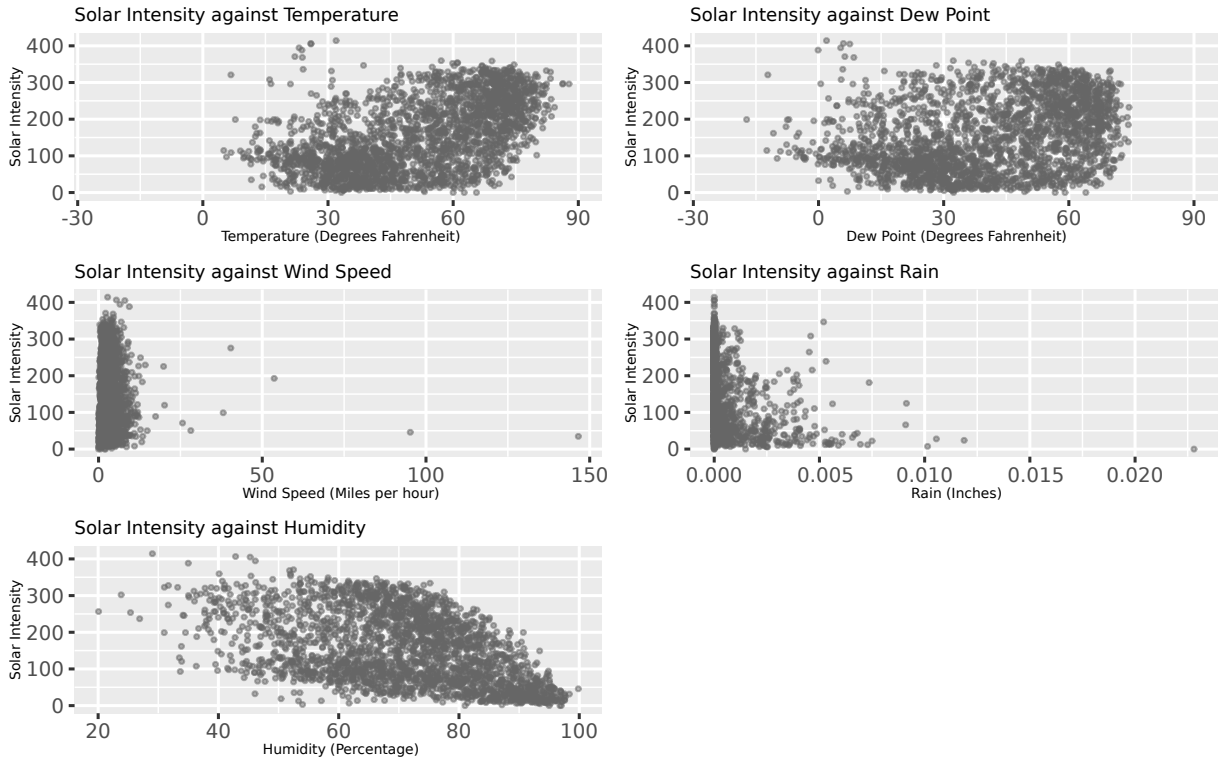 Solar Intensity against Temperature
400
300
200
100
0
Solar Intensity
-30 0 30 60 90
Temperature (Degrees Fahrenheit)
Solar Intensity against Dew Point
400
300
200
100
0
Solar Intensity
-30 0 30 60 90
Dew Point (Degrees Fahrenheit)
Solar Intensity against Wind Speed
400
300
200
100
0
Solar Intensity
0 50 100 150
Wind Speed (Miles per hour)
Solar Intensity against Rain
400
300
200
100
0
Solar Intensity
0.000 0.005 0.010 0.015 0.020
Rain (Inches)
Solar Intensity against Humidity
400
300
200
100
0
Solar Intensity
20 40 60 80 100
Humidity (Percentage)